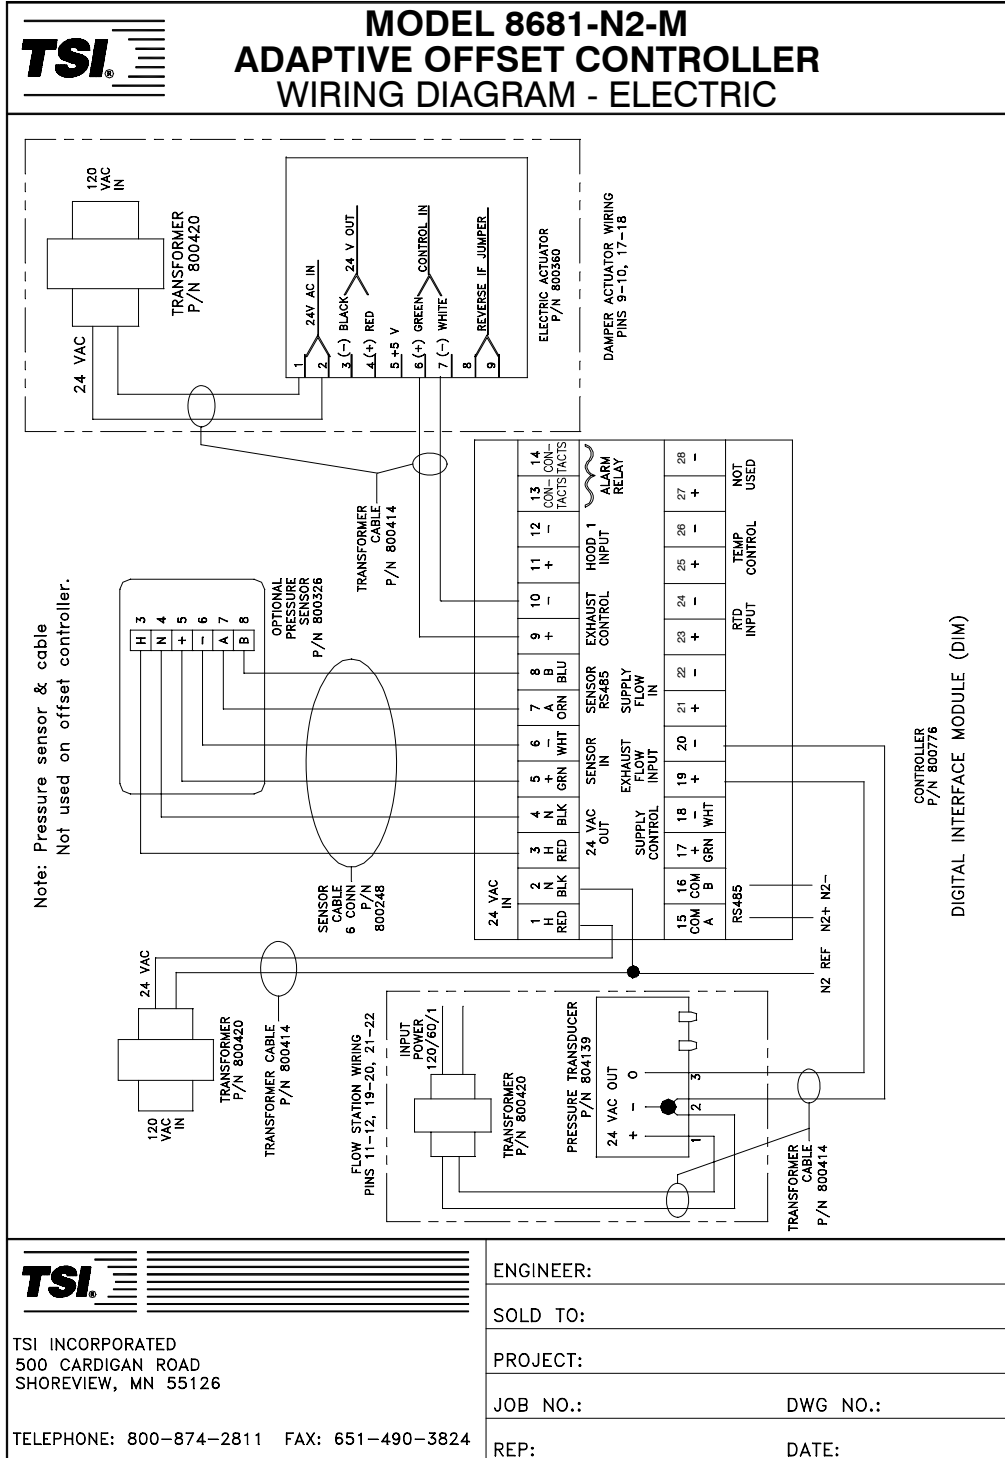 TSI®
MODEL 8681-N2-M
ADAPTIVE OFFSET CONTROLLER
WIRING DIAGRAM - ELECTRIC
120
VAC
IN
TRANSFORMER
P/N 800420
24 VAC
1
2
3
4
5
6
7
8
9
24V AC IN
(-) BLACK
(+) RED
24 V OUT
+5 V
(+) GREEN
(-) WHITE
CONTROL IN
REVERSE IF JUMPER
ELECTRIC ACTUATOR
P/N 800360
DAMPER ACTUATOR WIRING
PINS 9-10, 17-18
TRANSFORMER
CABLE
P/N 800414
Note: Pressure sensor & cable
Not used on offset controller.
H 3
N 4
+ 5
- 6
A 7
B 8
OPTIONAL
PRESSURE
SENSOR
P/N 800326
SENSOR
CABLE
6 CONN
P/N
800248
24 VAC
IN
1 H RED
2 N BLK
3 H RED
4 N BLK
5 + GRN
6 - WHT
7 A ORN
8 B BLU
9 +
10 -
11 +
12 -
13 CON-TACTS
14 CON-TACTS
24 VAC
OUT
SENSOR
IN
SENSOR
RS485
EXHAUST
CONTROL
HOOD 1
INPUT
ALARM
RELAY
SUPPLY
CONTROL
EXHAUST
FLOW
INPUT
SUPPLY
FLOW
IN
15 COM A
16 COM B
17 + GRN
18 - WHT
19 +
20 -
21 +
22 -
23 +
24 -
25 +
26 -
27 +
28 -
RS485
RTD
INPUT
TEMP
CONTROL
NOT
USED
N2 REF
N2+
N2-
CONTROLLER
P/N 800776
DIGITAL INTERFACE MODULE (DIM)
24 VAC
120
VAC
IN
TRANSFORMER
P/N 800420
TRANSFORMER CABLE
P/N 800414
FLOW STATION WIRING
PINS 11-12, 19-20, 21-22
INPUT
POWER
120/60/1
TRANSFORMER
P/N 800420
PRESSURE TRANSDUCER
P/N 804139
24 VAC OUT
+ - O
1 2 3
TRANSFORMER
CABLE
P/N 800414
TSI®
TSI INCORPORATED
500 CARDIGAN ROAD
SHOREVIEW, MN 55126
TELEPHONE: 800-874-2811 FAX: 651-490-3824
ENGINEER:
SOLD TO:
PROJECT:
JOB NO.: DWG NO.:
REP: DATE: